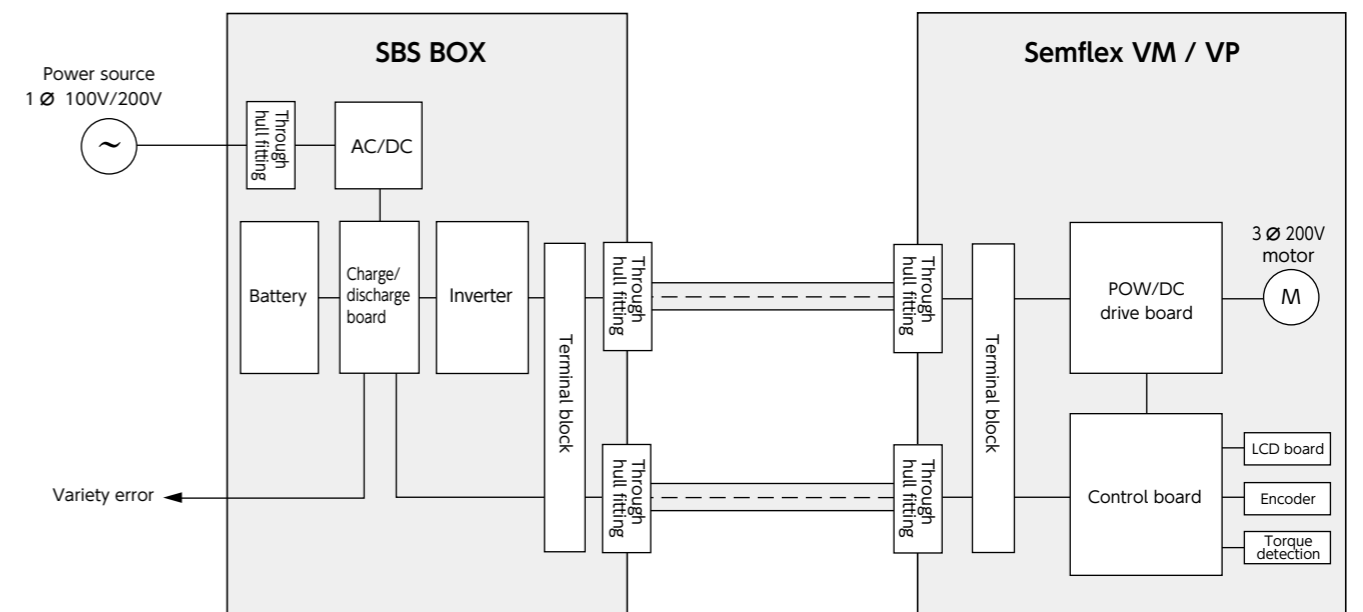 SBS BOX
Semflex VM / VP
Power source
1 Ø 100V/200V
~
Through
hull fitting
AC/DC
Battery
Charge/
discharge
board
Inverter
Terminal block
Through
hull fitting
Through
hull fitting
Terminal block
POW/DC
drive board
3 Ø 200V
motor
M
Variety error
Through
hull fitting
Through
hull fitting
Control board
LCD board
Encoder
Torque
detection